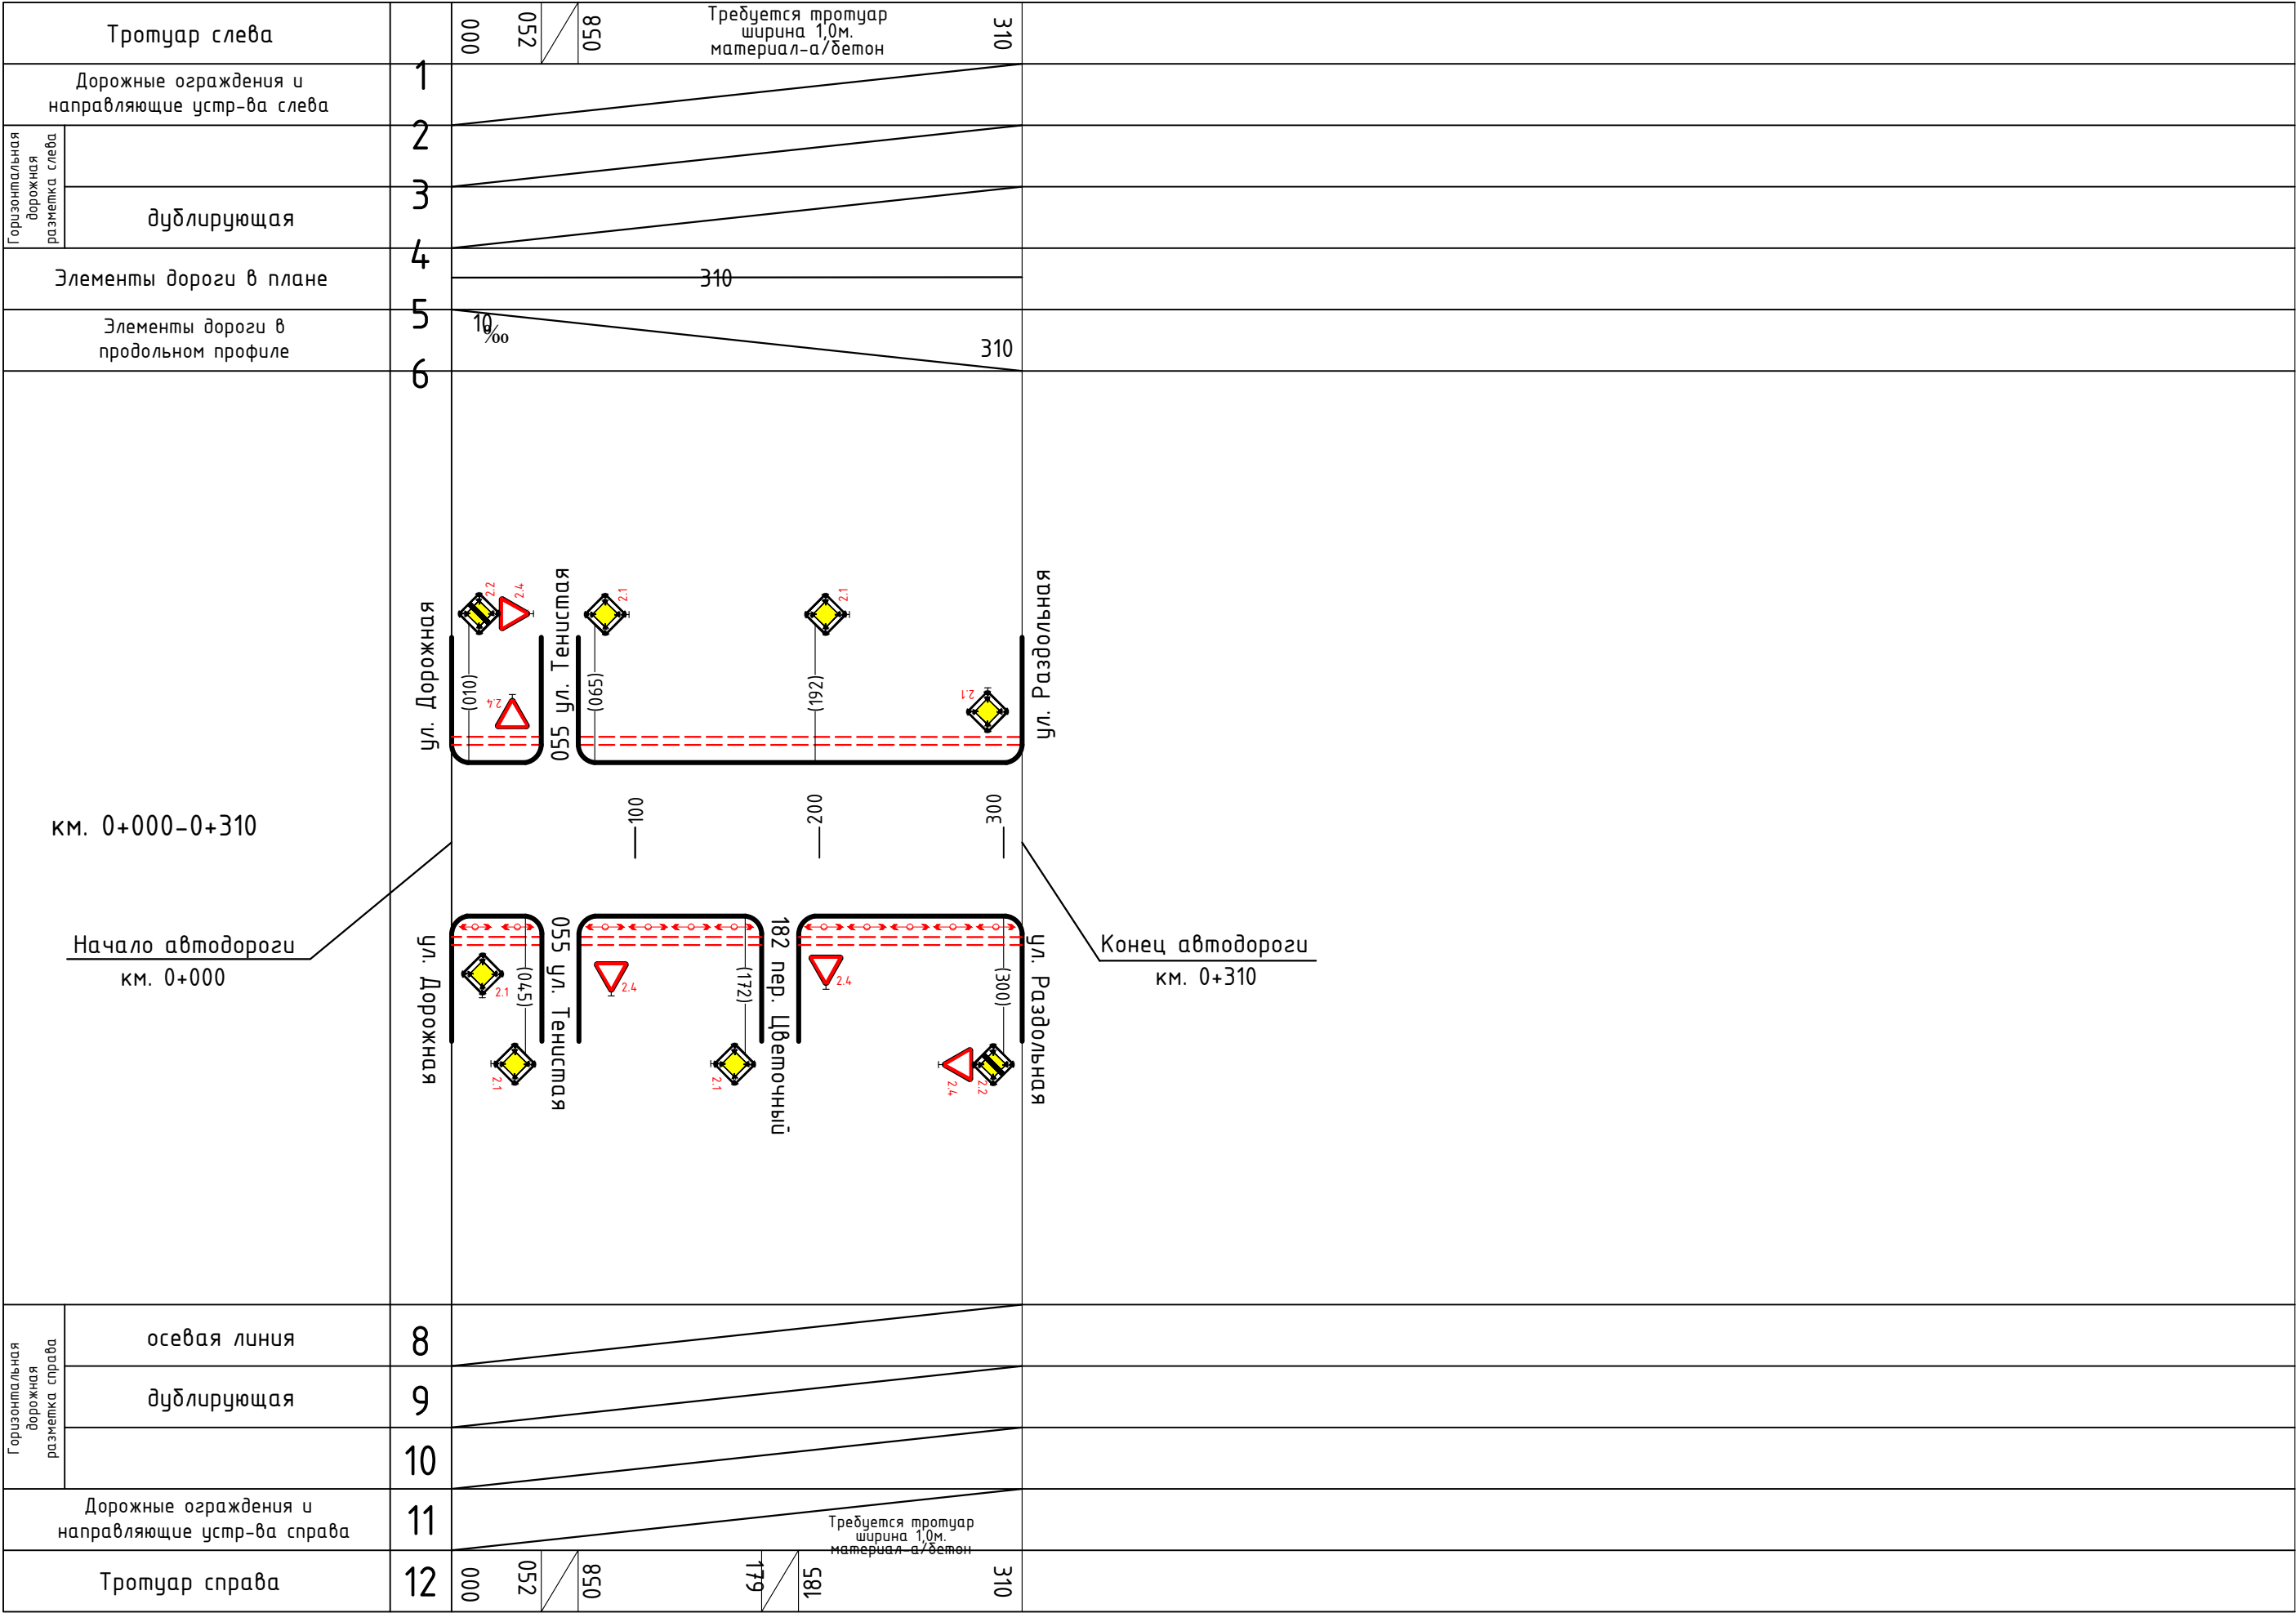 Тротуар слева
000
052
058
Требуется тротуар
ширина 1,0м.
материал-а/бетон
310
1
Дорожные ограждения и
направляющие устр-ва слева
2
Горизонтальная
дорожная
разметка слева
3
дублирующая
4
Элементы дороги в плане
310
5
Элементы дороги в
продольном профиле
10
‰
310
6
ул. Дорожная
2.2
2.4
(010)
2.4
055 ул. Тенистая
2.1
(065)
2.1
(192)
2.1
ул. Раздольная
км. 0+000-0+310
100
200
300
Начало автодороги
км. 0+000
Конец автодороги
км. 0+310
ул. Дорожная
2.1
(045)
2.1
055 ул. Тенистая
2.4
(172)
2.1
182 пер. Цветочный
2.4
(300)
2.4
2.2
ул. Раздольная
Горизонтальная
дорожная
разметка справа
осевая линия
8
дублирующая
9
10
Дорожные ограждения и
направляющие устр-ва справа
11
Требуется тротуар
ширина 1,0м.
материал-а/бетон
Тротуар справа
12
000
052
058
179
185
310